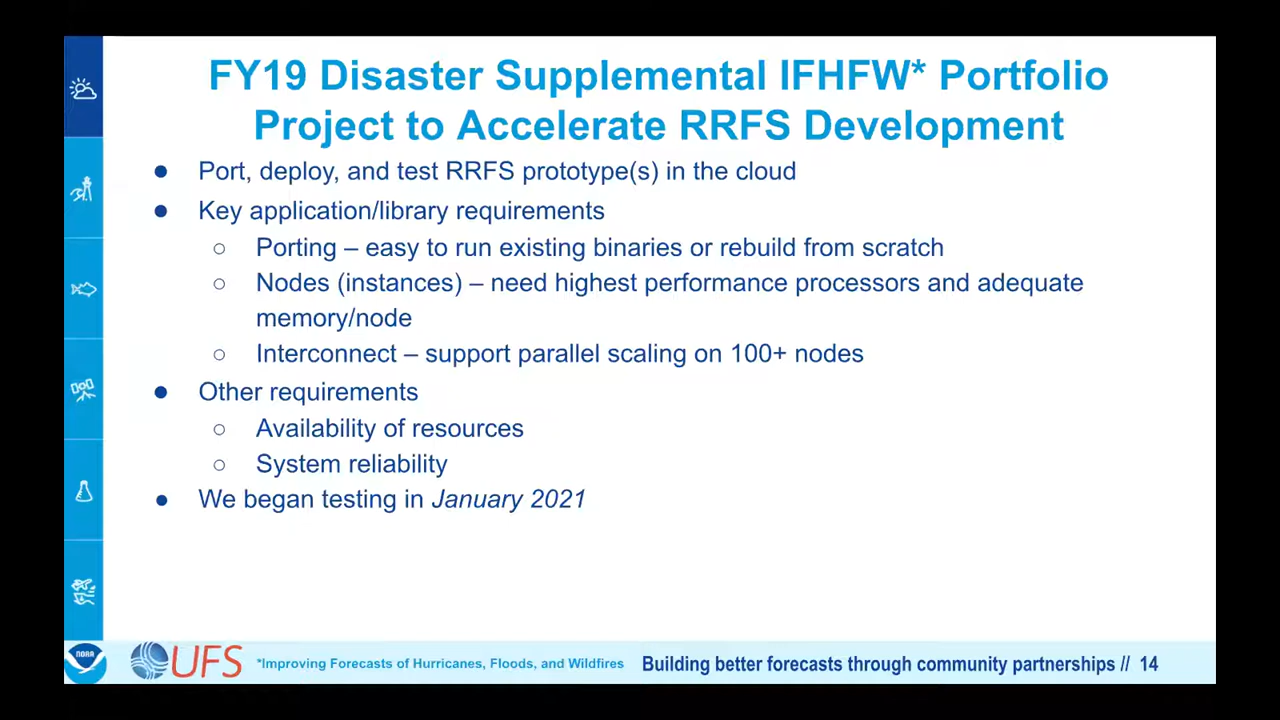 FY19 Disaster Supplemental IFHFW* Portfolio
Project to Accelerate RRFS Development
● Port, deploy, and test RRFS prototype(s) in the cloud
● Key application/library requirements
○ Porting – easy to run existing binaries or rebuild from scratch
○ Nodes (instances) – need highest performance processors and adequate
memory/node
○ Interconnect – support parallel scaling on 100+ nodes
● Other requirements
○ Availability of resources
○ System reliability
● We began testing in January 2021
NOAA
UFS
*Improving Forecasts of Hurricanes, Floods, and Wildfires
Building better forecasts through community partnerships // 14